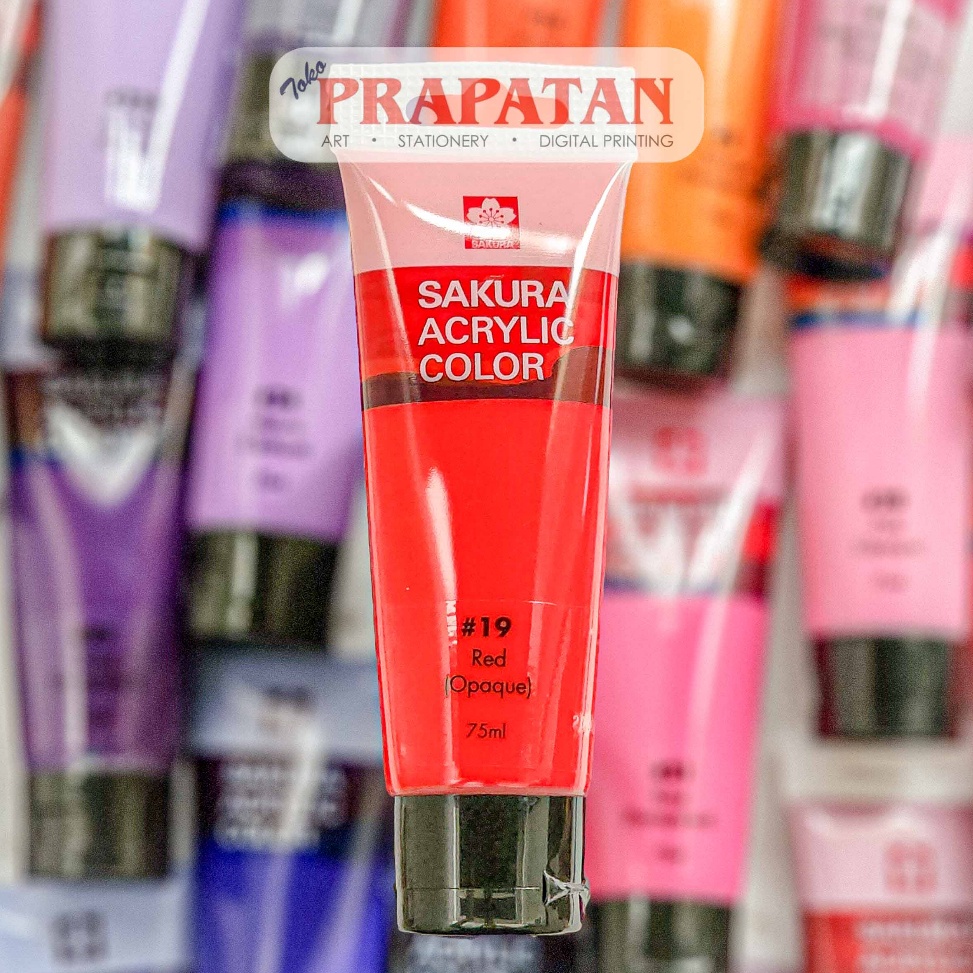 Toko
PRAPATAN
ART • STATIONERY • DIGITAL PRINTING
SAKURA
SAKURA
ACRYLIC
COLOR
#19
Red
(Opaque)
75ml